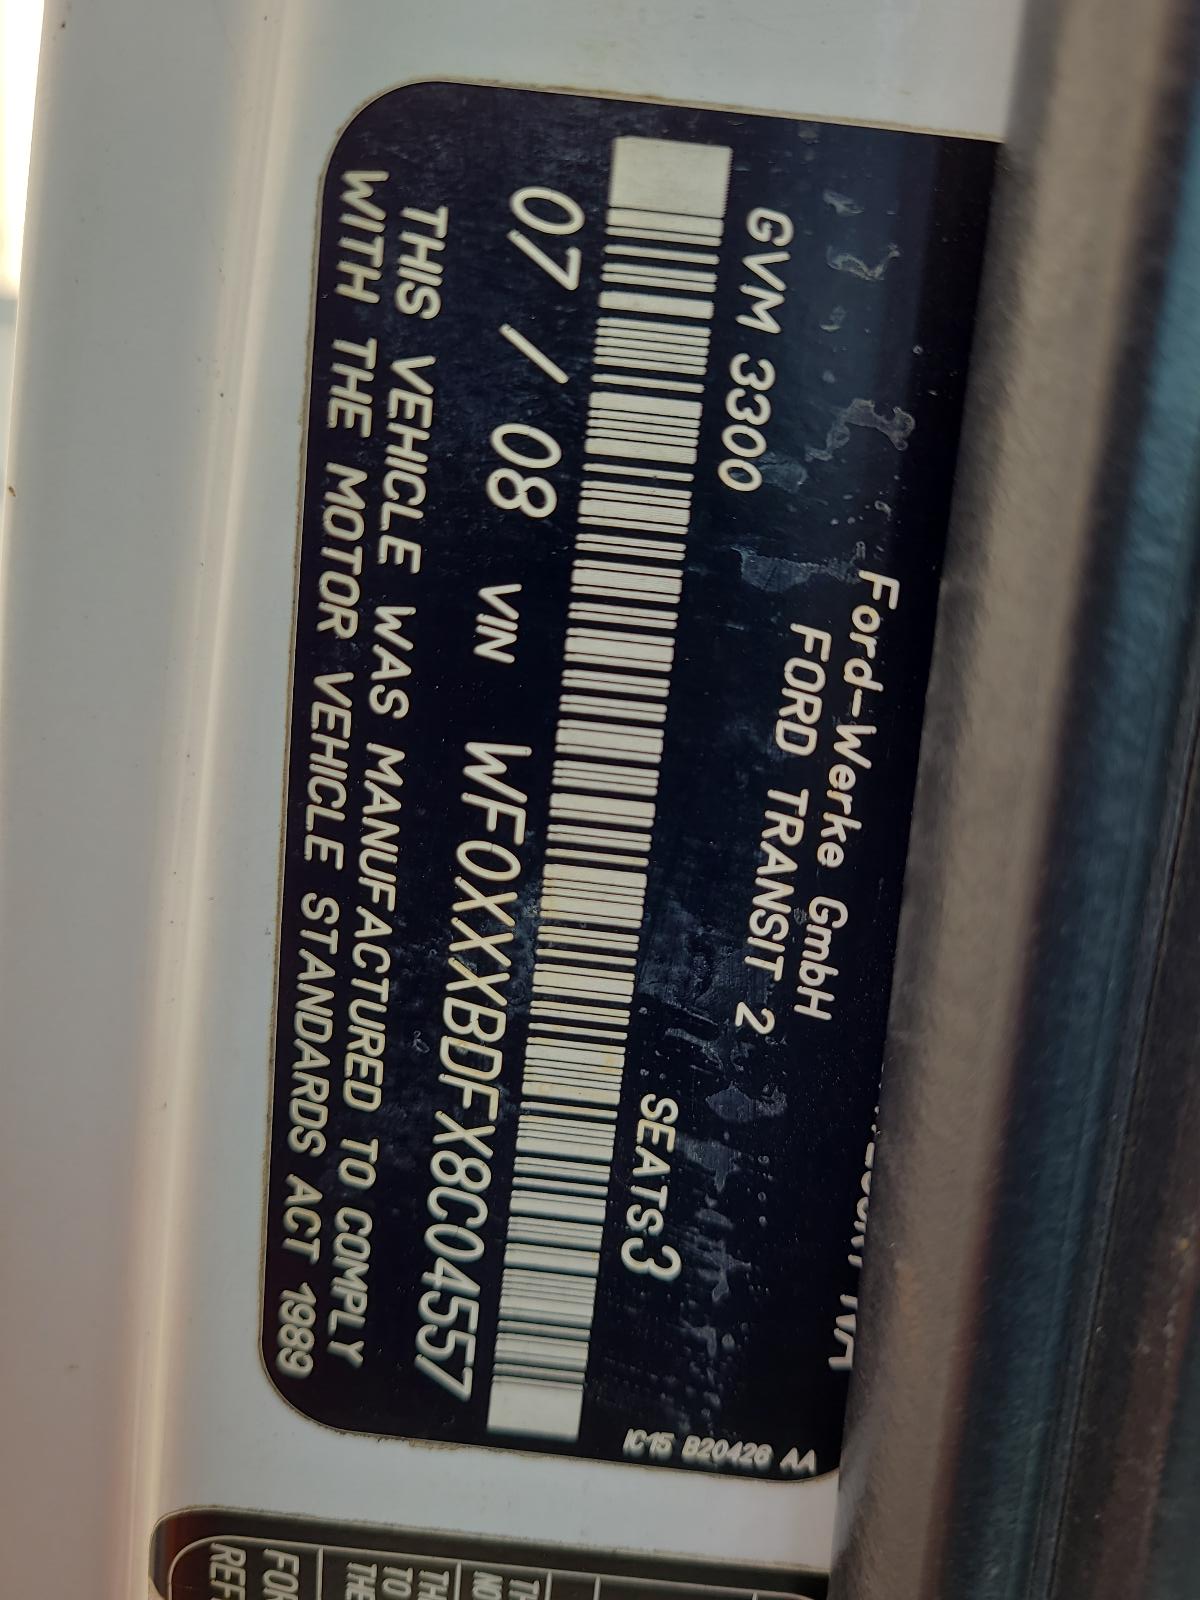 Ford-Werke GmbH
FORD TRANSIT 2
GVM 3300 SEATS 3
07 / 08 VIN WF0XXXBDFX8C04557
THIS VEHICLE WAS MANUFACTURED TO COMPLY
WITH THE MOTOR VEHICLE STANDARDS ACT 1989
IC15 B20426 AA